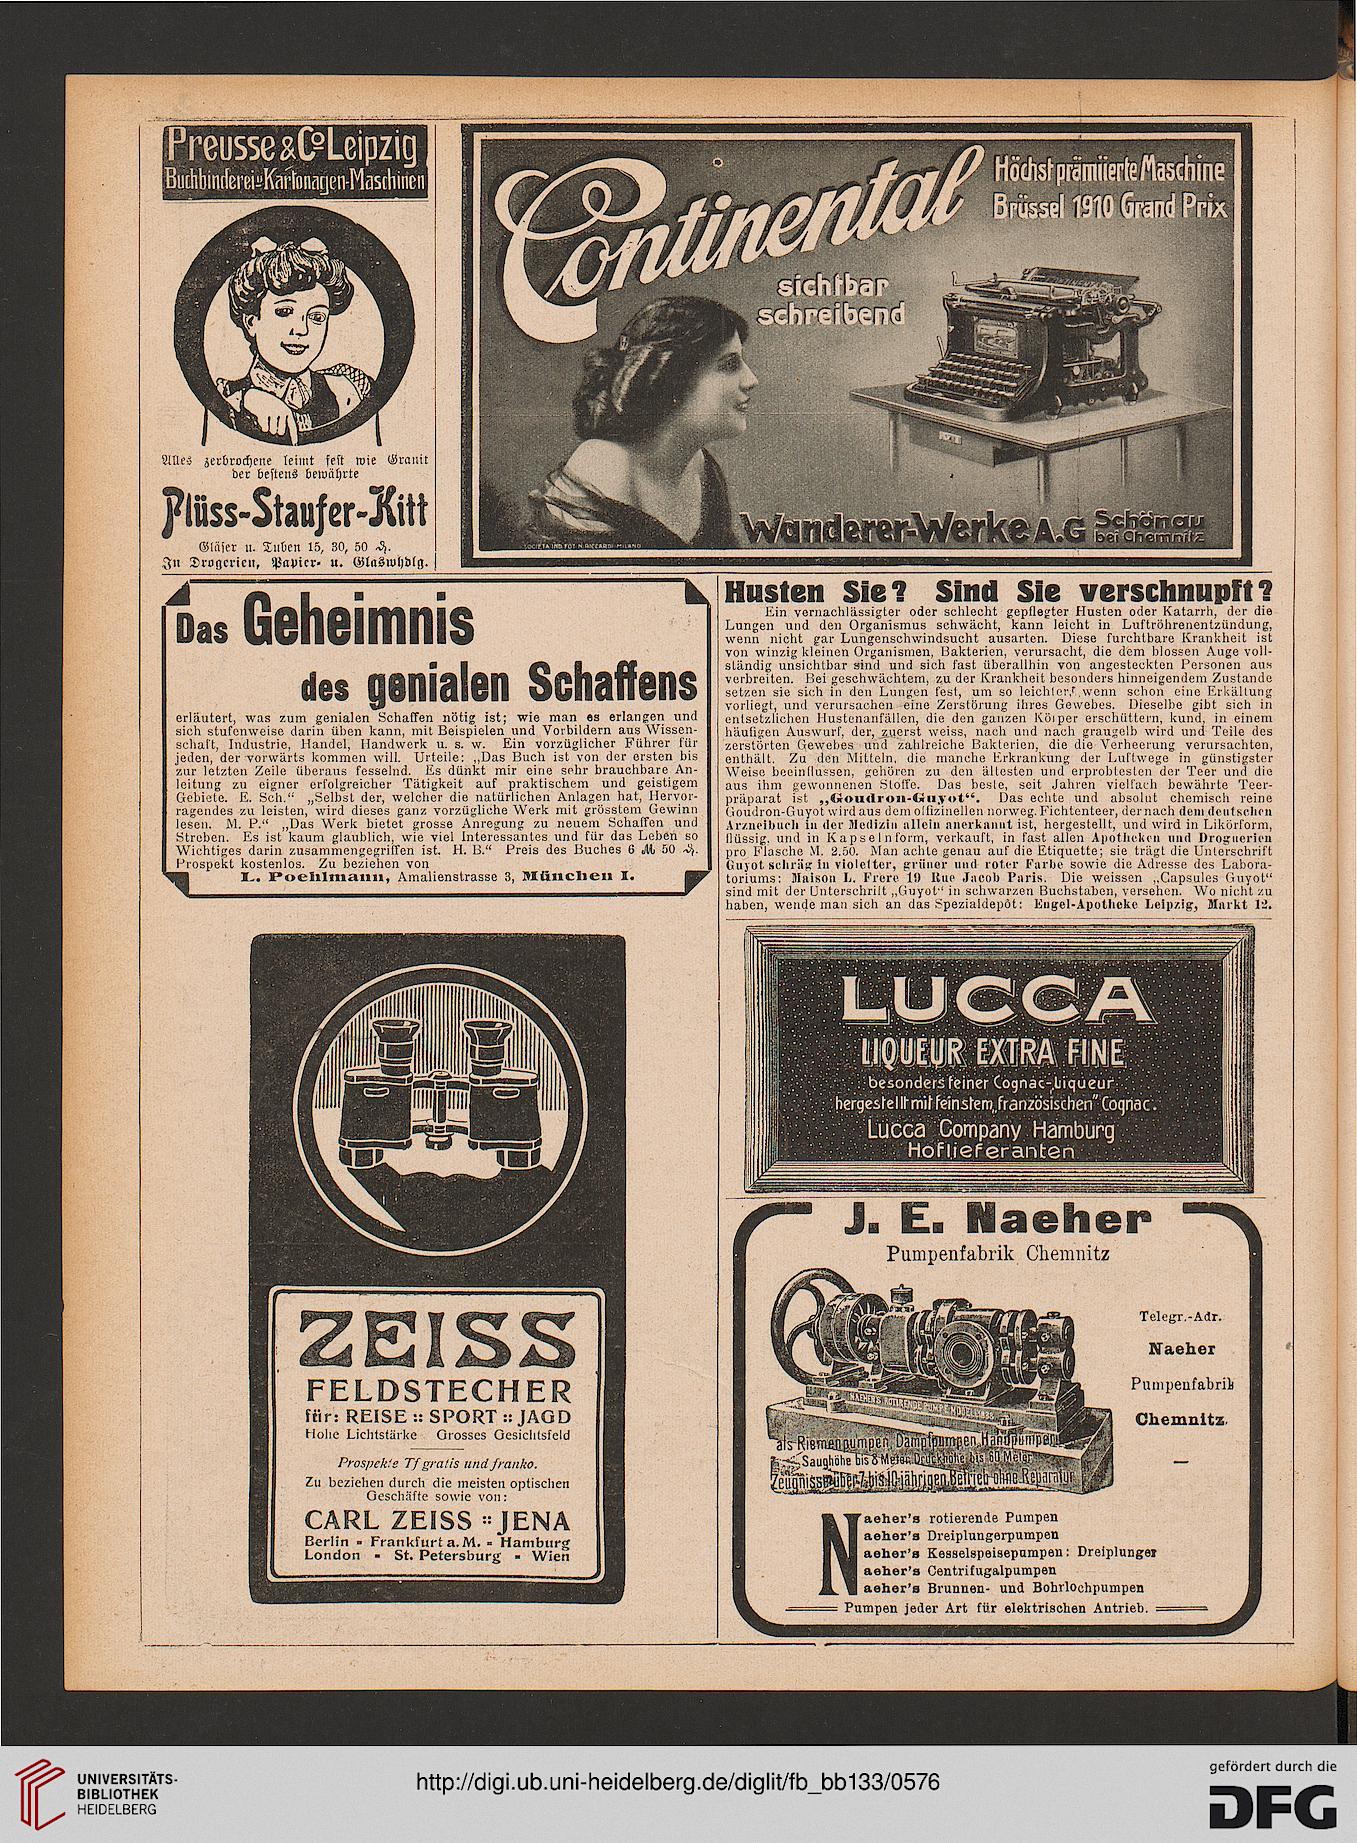 Preusse & Co Leipzig
Buchbinderei- u. Kartonagen-Maschinen
Alles zerbrochene leimt fest wie Granit
der bestens bewährte
Plüss-Staufer-Kitt
Gläser u. Tuben 15, 30, 50 ₰.
In Drogerien, Papier- u. Glaswhdlg.
Continental
Höchst prämiierte Maschine
Brüssel 1910 Grand Prix
sichtbar
schreibend
Wanderer-Werke A.G. Schönau
bei Chemnitz
SOCIETA IND. FOT. N. RICCARDI MILANO
Das Geheimnis
des genialen Schaffens
erläutert, was zum genialen Schaffen nötig ist; wie man es erlangen und
sich stufenweise darin üben kann, mit Beispielen und Vorbildern aus Wissen-
schaft, Industrie, Handel, Handwerk u. s. w. Ein vorzüglicher Führer für
jeden, der vorwärts kommen will. Urteile: „Das Buch ist von der ersten bis
zur letzten Zeile überaus fesselnd. Es dünkt mir eine sehr brauchbare An-
leitung zu eigner erfolgreicher Tätigkeit auf praktischem und geistigem
Gebiete. E. Sch.“ „Selbst der, welcher die natürlichen Anlagen hat, Hervor-
ragendes zu leisten, wird dieses ganz vorzügliche Werk mit grösstem Gewinn
lesen. M. P.“ „Das Werk bietet grosse Anregung zu neuem Schaffen und
Streben. Es ist kaum glaublich, wie viel Interessantes und für das Leben so
Wichtiges darin zusammengegriffen ist. H. B.“ Preis des Buches 6 ℳ 50 ₰.
Prospekt kostenlos. Zu beziehen von
L. Poehlmann, Amalienstrasse 3, München I.
Husten Sie? Sind Sie verschnupft?
Ein vernachlässigter oder schlecht gepflegter Husten oder Katarrh, der die
Lungen und den Organismus schwächt, kann leicht in Luftröhrenentzündung,
wenn nicht gar Lungenschwindsucht ausarten. Diese furchtbare Krankheit ist
von winzig kleinen Organismen, Bakterien, verursacht, die dem blossen Auge voll-
ständig unsichtbar sind und sich fast überallhin von angesteckten Personen aus
verbreiten. Bei geschwächtem, zu der Krankheit besonders hinneigendem Zustande
setzen sie sich in den Lungen fest, um so leichter, wenn schon eine Erkältung
vorliegt, und verursachen eine Zerstörung ihres Gewebes. Dieselbe gibt sich in
entsetzlichen Hustenanfällen, die den ganzen Körper erschüttern, kund, in einem
häufigen Auswurf, der, zuerst weiss, nach und nach graugelb wird und Teile des
zerstörten Gewebes und zahlreiche Bakterien, die die Verheerung verursachten,
enthält. Zu den Mitteln, die manche Erkrankung der Luftwege in günstigster
Weise beeinflussen, gehören zu den ältesten und erprobtesten der Teer und die
aus ihm gewonnenen Stoffe. Das beste, seit Jahren vielfach bewährte Teer-
präparat ist „Goudron-Guyot“. Das echte und absolut chemisch reine
Goudron-Guyot wird aus dem offizinellen norweg. Fichtenteer, der nach dem deutschen
Arzneibuch in der Medizin allein anerkannt ist, hergestellt, und wird in Likörform,
flüssig, und in Kapselnform, verkauft, in fast allen Apotheken und Droguerien
pro Flasche M. 2.50. Man achte genau auf die Etiquette; sie trägt die Unterschrift
Guyot schräg in violetter, grüner und roter Farbe sowie die Adresse des Labora-
toriums: Maison L. Frere 19 Rue Jacob Paris. Die weissen „Capsules Guyot“
sind mit der Unterschrift „Guyot“ in schwarzen Buchstaben, versehen. Wo nicht zu
haben, wende man sich an das Spezialdepôt: Engel-Apotheke Leipzig, Markt 12.
ZEISS
FELDSTECHER
für: REISE :: SPORT :: JAGD
Hohe Lichtstärke Grosses Gesichtsfeld
Prospekte Tf gratis und franko.
Zu beziehen durch die meisten optischen
Geschäfte sowie von:
CARL ZEISS :: JENA
Berlin - Frankfurt a. M. - Hamburg
London - St. Petersburg - Wien
LUCCA
LIQUEUR EXTRA FINE
besonders feiner Cognac-Liqueur
hergestellt mit feinstem „französischen“ Cognac.
Lucca Company Hamburg
Hoflieferanten
J. E. Naeher
Pumpenfabrik Chemnitz
Telegr.-Adr.
Naeher
Pumpenfabrik
Chemnitz.
als Riemenpumpen Dampfpumpen Handpumpen
Saughöhe bis 8 Meter Druckhöhe bis 60 Meter
Zeugnisse über 7 bis 10 jährigen Betrieb ohne Reparatur
Naeher's rotierende Pumpen
aeher's Dreiplungerpumpen
aeher's Kesselspeisepumpen: Dreiplunger
aeher's Centrifugalpumpen
aeher's Brunnen- und Bohrlochpumpen
Pumpen jeder Art für elektrischen Antrieb.
UNIVERSITÄTS-
BIBLIOTHEK
HEIDELBERG
http://digi.ub.uni-heidelberg.de/diglit/fb_bb133/0576
gefördert durch die
DFG